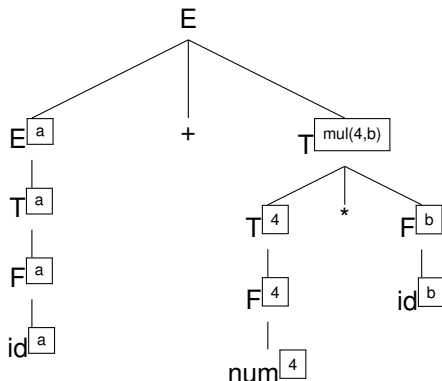 E
E a + T mul(4,b)
T a T 4 * F b
F a F 4 id b
id a num 4